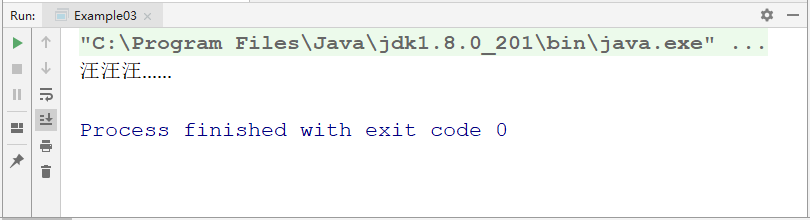 Run: Example03
"C:\Program Files\Java\jdk1.8.0_201\bin\java.exe" ...
汪汪汪......
Process finished with exit code 0